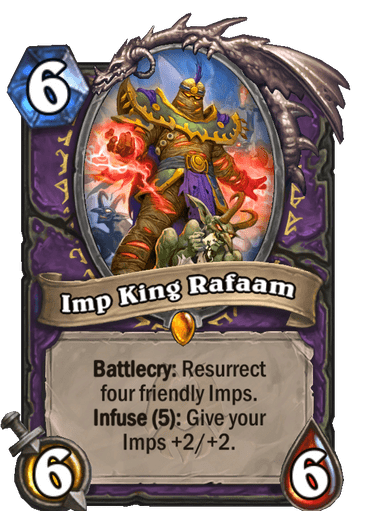 6
Imp King Rafaam
Battlecry: Resurrect
four friendly Imps.
Infuse (5): Give your
Imps +2/+2.
6
6